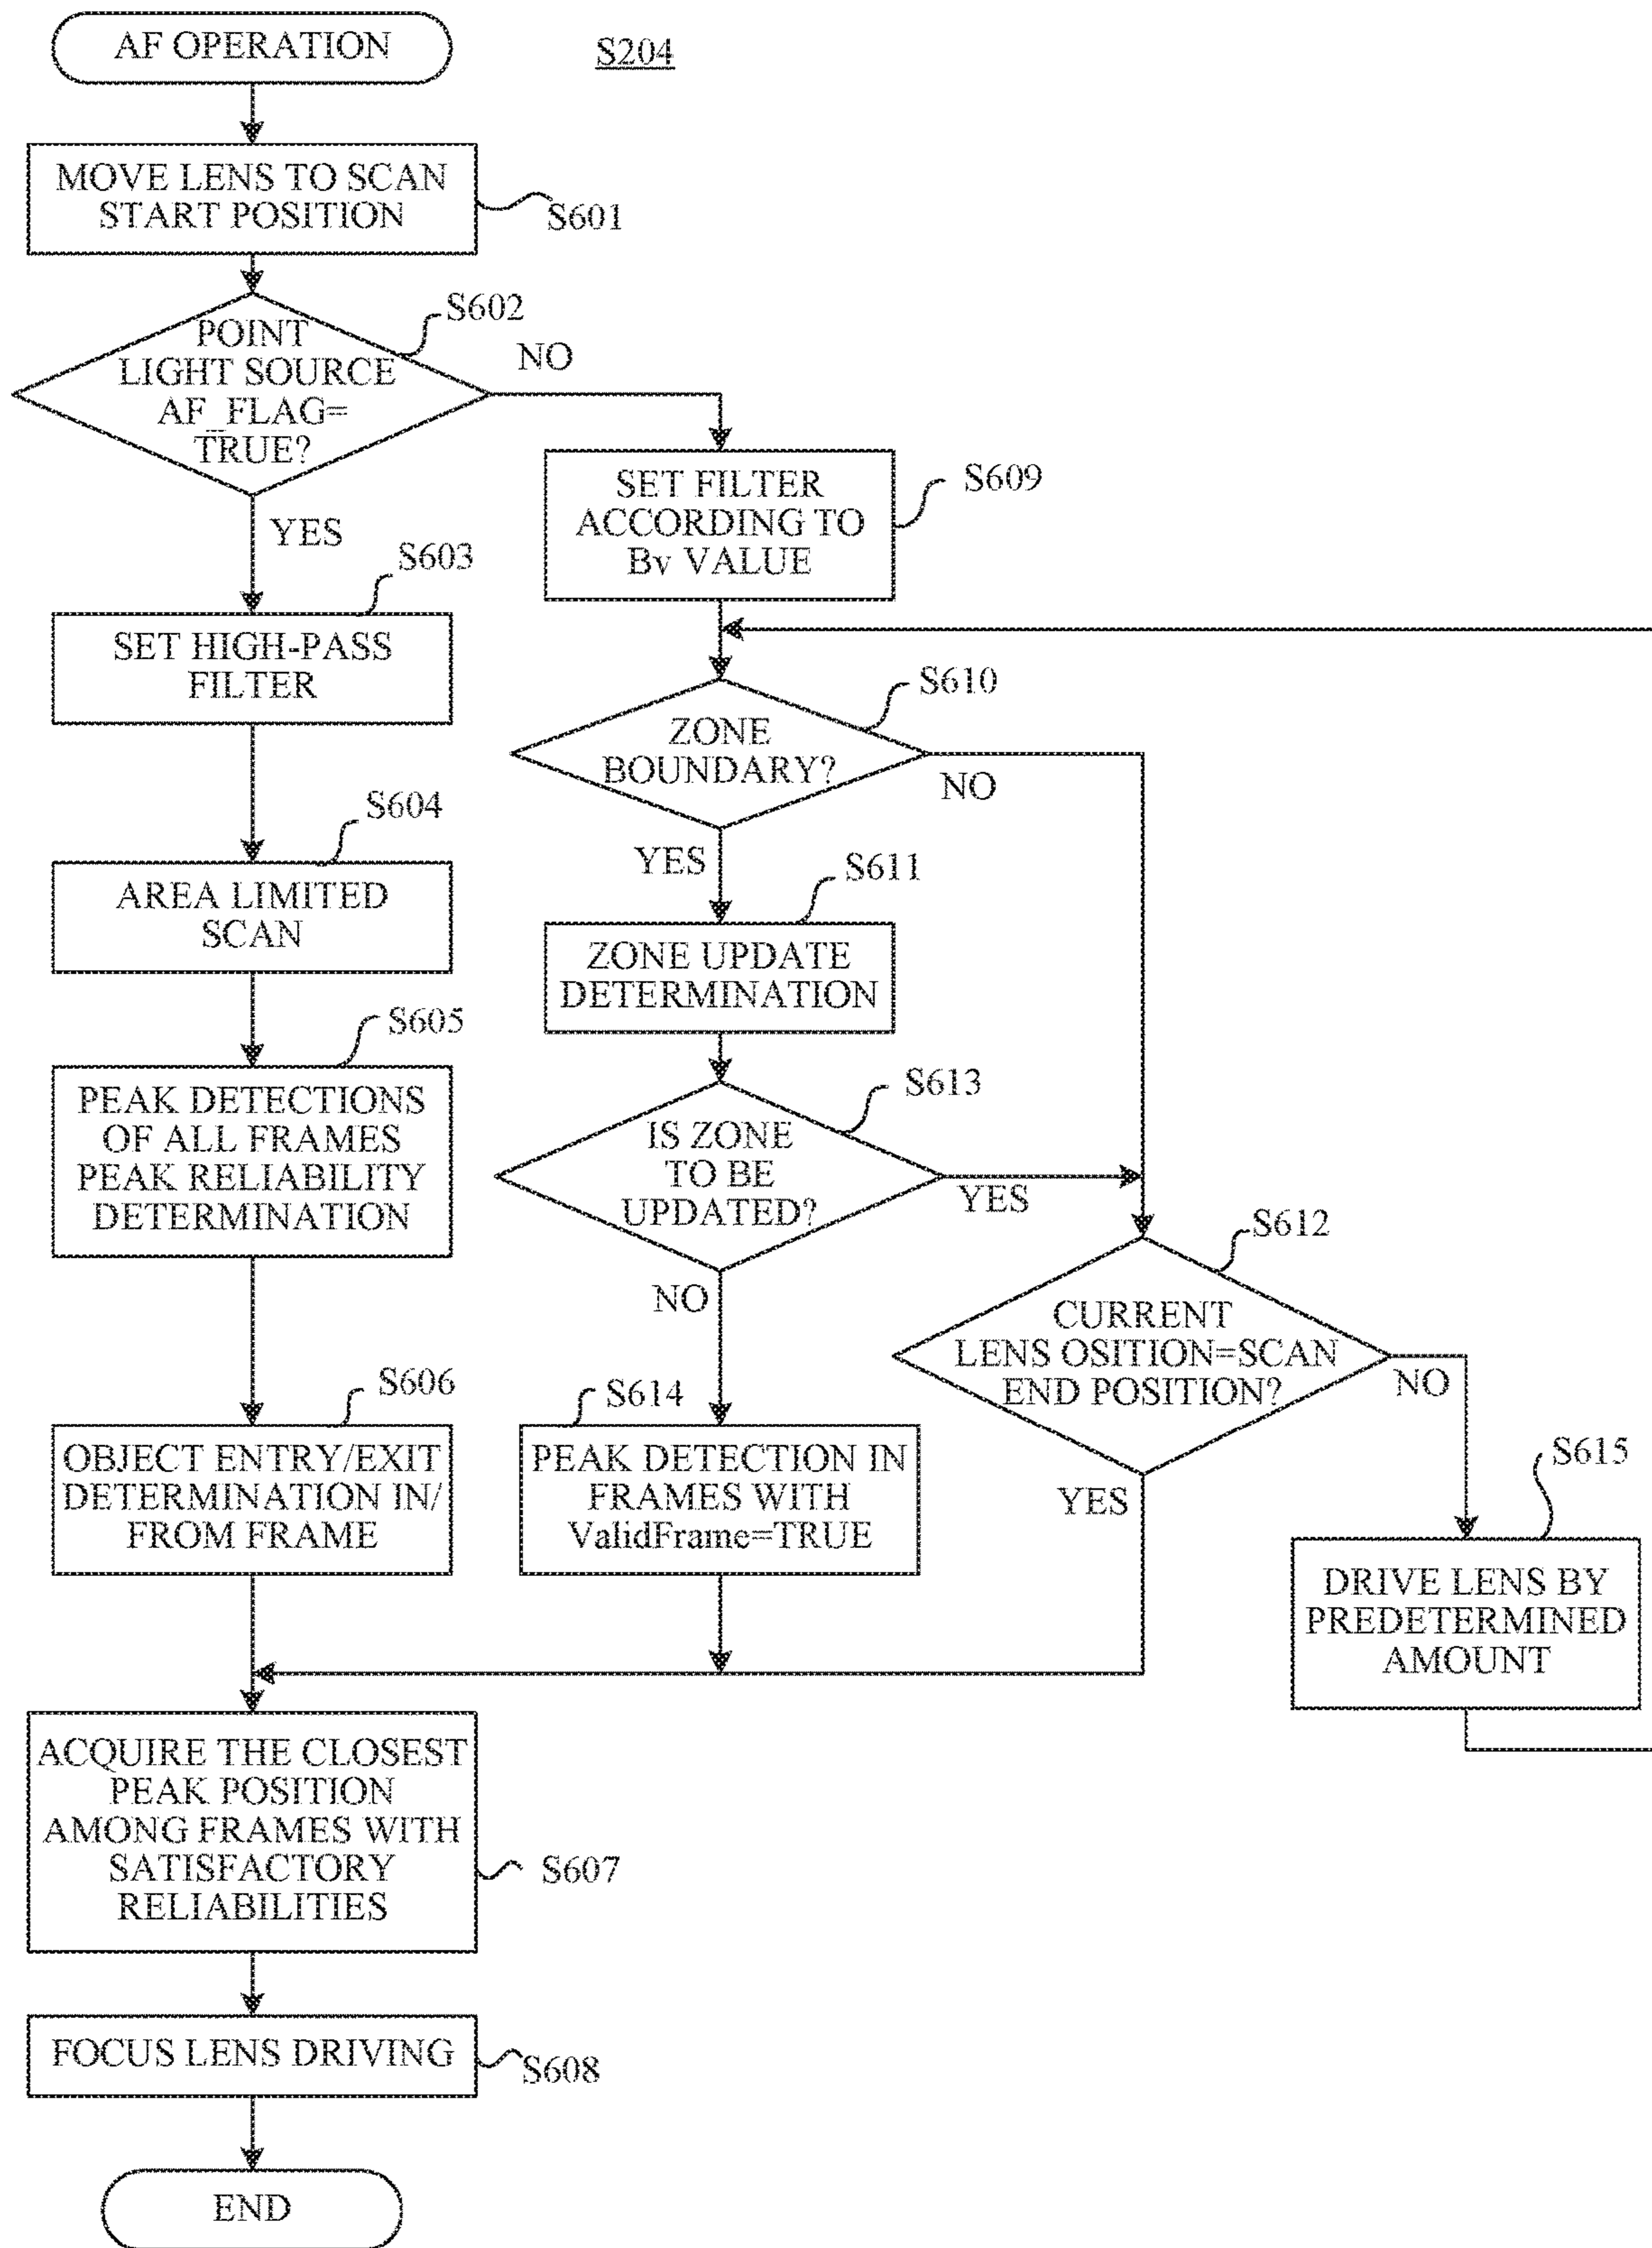 AF OPERATION
S204
MOVE LENS TO SCAN
START POSITION
S601
POINT
LIGHT SOURCE
AF_FLAG=
TRUE?
S602
NO
YES
SET HIGH-PASS
FILTER
S603
AREA LIMITED
SCAN
S604
PEAK DETECTIONS
OF ALL FRAMES
PEAK RELIABILITY
DETERMINATION
S605
OBJECT ENTRY/EXIT
DETERMINATION IN/
FROM FRAME
S606
ACQUIRE THE CLOSEST
PEAK POSITION
AMONG FRAMES WITH
SATISFACTORY
RELIABILITIES
S607
FOCUS LENS DRIVING
S608
END
SET FILTER
ACCORDING TO
Bv VALUE
S609
ZONE
BOUNDARY?
S610
NO
YES
ZONE UPDATE
DETERMINATION
S611
IS ZONE
TO BE
UPDATED?
S613
YES
NO
PEAK DETECTION IN
FRAMES WITH
ValidFrame=TRUE
S614
CURRENT
LENS OSITION=SCAN
END POSITION?
S612
NO
YES
DRIVE LENS BY
PREDETERMINED
AMOUNT
S615